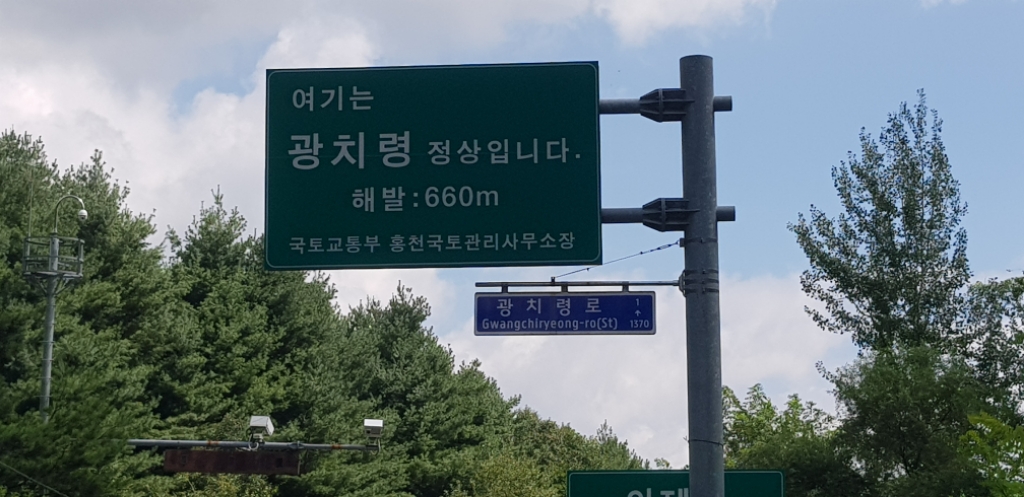 여기는
광치령 정상입니다.
해발:660m
국토교통부 홍천국토관리사무소장
광치령로 1
↑
Gwangchiryeong-ro(St) 1370